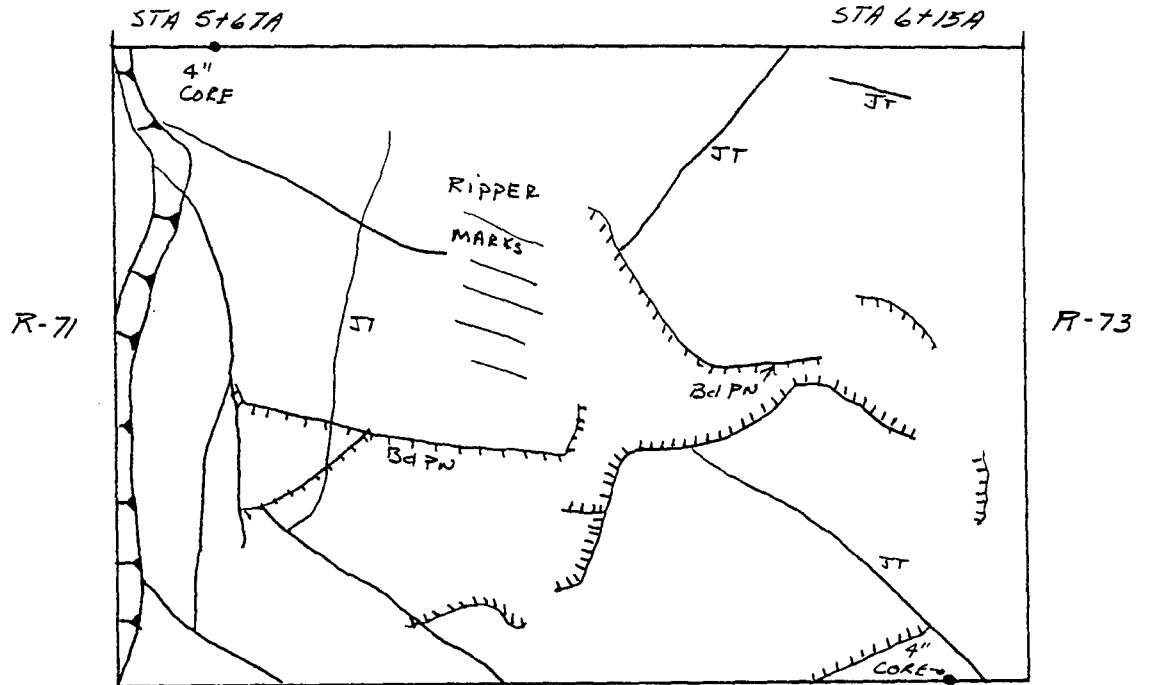 STA 5+67A
STA 6+15A
4"
CORE
JT
JT
RIPPER
MARKS
R-71
JT
R-73
Bd PN
Bd PN
JT
4"
CORE